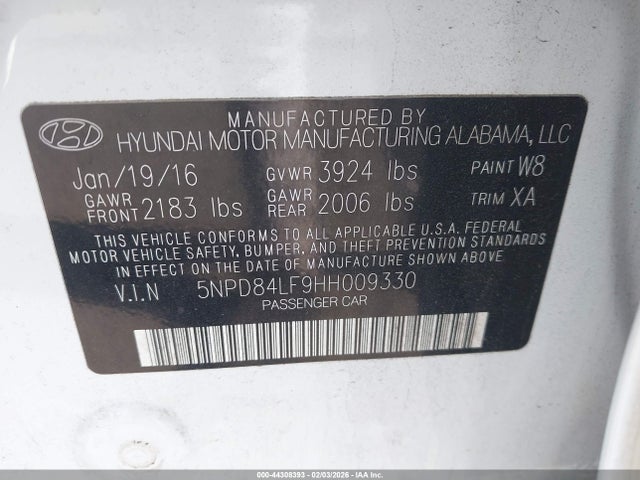 MANUFACTURED BY
HYUNDAI MOTOR MANUFACTURING ALABAMA, LLC
Jan/19/16 GVWR 3924 lbs PAINT W8
GAWR FRONT 2183 lbs GAWR REAR 2006 lbs TRIM XA
THIS VEHICLE CONFORMS TO ALL APPLICABLE U.S.A. FEDERAL
MOTOR VEHICLE SAFETY, BUMPER, AND THEFT PREVENTION STANDARDS
IN EFFECT ON THE DATE OF MANUFACTURE SHOWN ABOVE.
V.I.N 5NPD84LF9HH009330
PASSENGER CAR
000-44308393 - 02/03/2026 - IAAI.COM